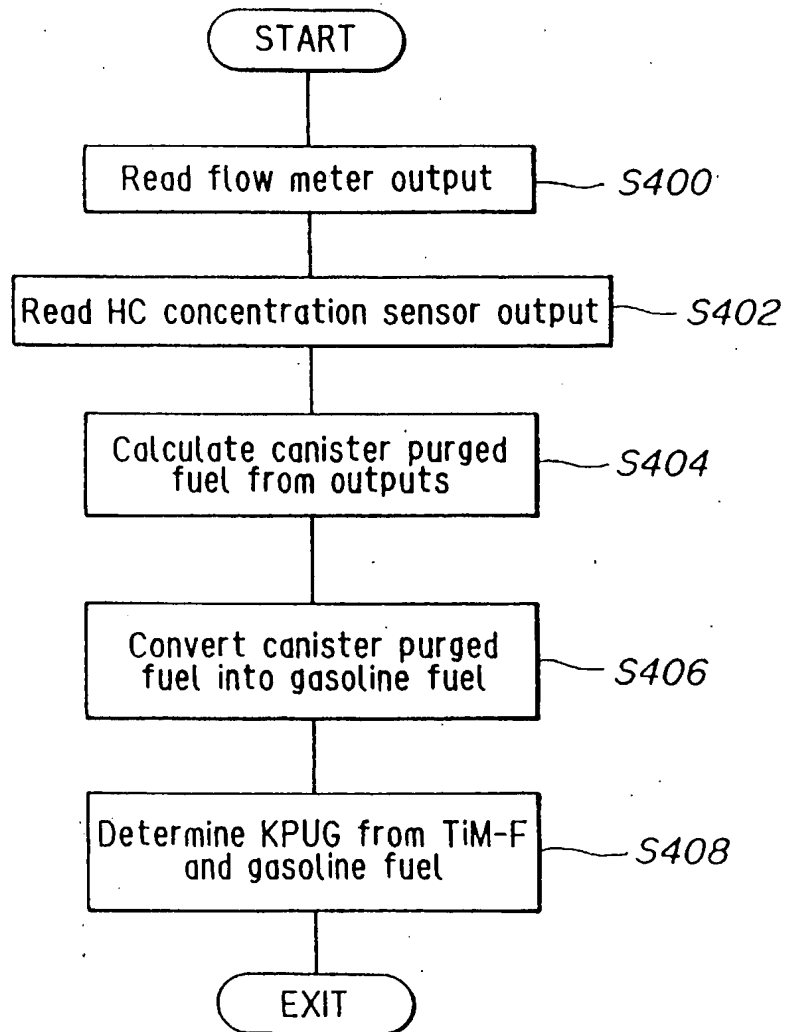 START
Read flow meter output
S400
Read HC concentration sensor output
S402
Calculate canister purged
fuel from outputs
S404
Convert canister purged
fuel into gasoline fuel
S406
Determine KPUG from TiM-F
and gasoline fuel
S408
EXIT